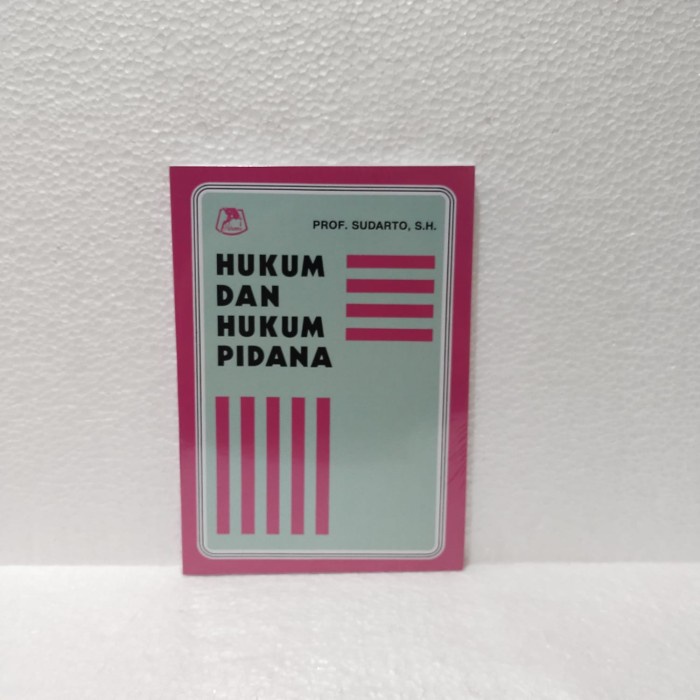 PROF. SUDARTO, S.H.
HUKUM
DAN
HUKUM
PIDANA